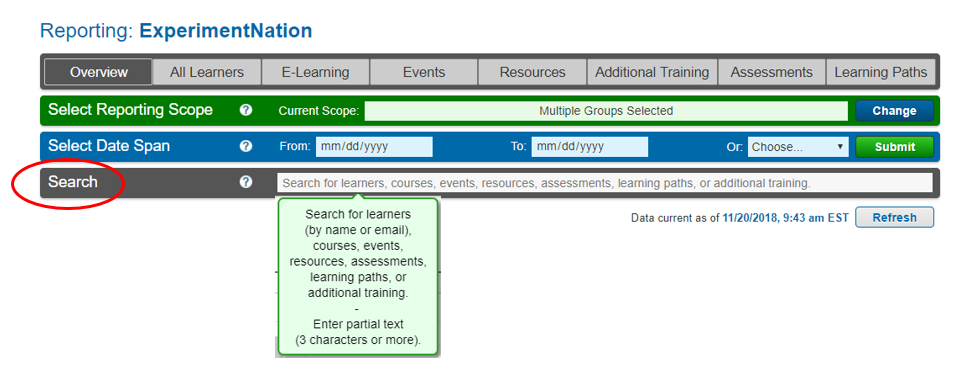 Reporting: ExperimentNation
Overview All Learners E-Learning Events Resources Additional Training Assessments Learning Paths
Select Reporting Scope ? Current Scope: Multiple Groups Selected Change
Select Date Span ? From: mm/dd/yyyy To: mm/dd/yyyy Or: Choose... Submit
Search ? Search for learners, courses, events, resources, assessments, learning paths, or additional training.
Data current as of 11/20/2018, 9:43 am EST Refresh
Search for learners
(by name or email),
courses, events,
resources, assessments,
learning paths, or
additional training.
-
Enter partial text
(3 characters or more).